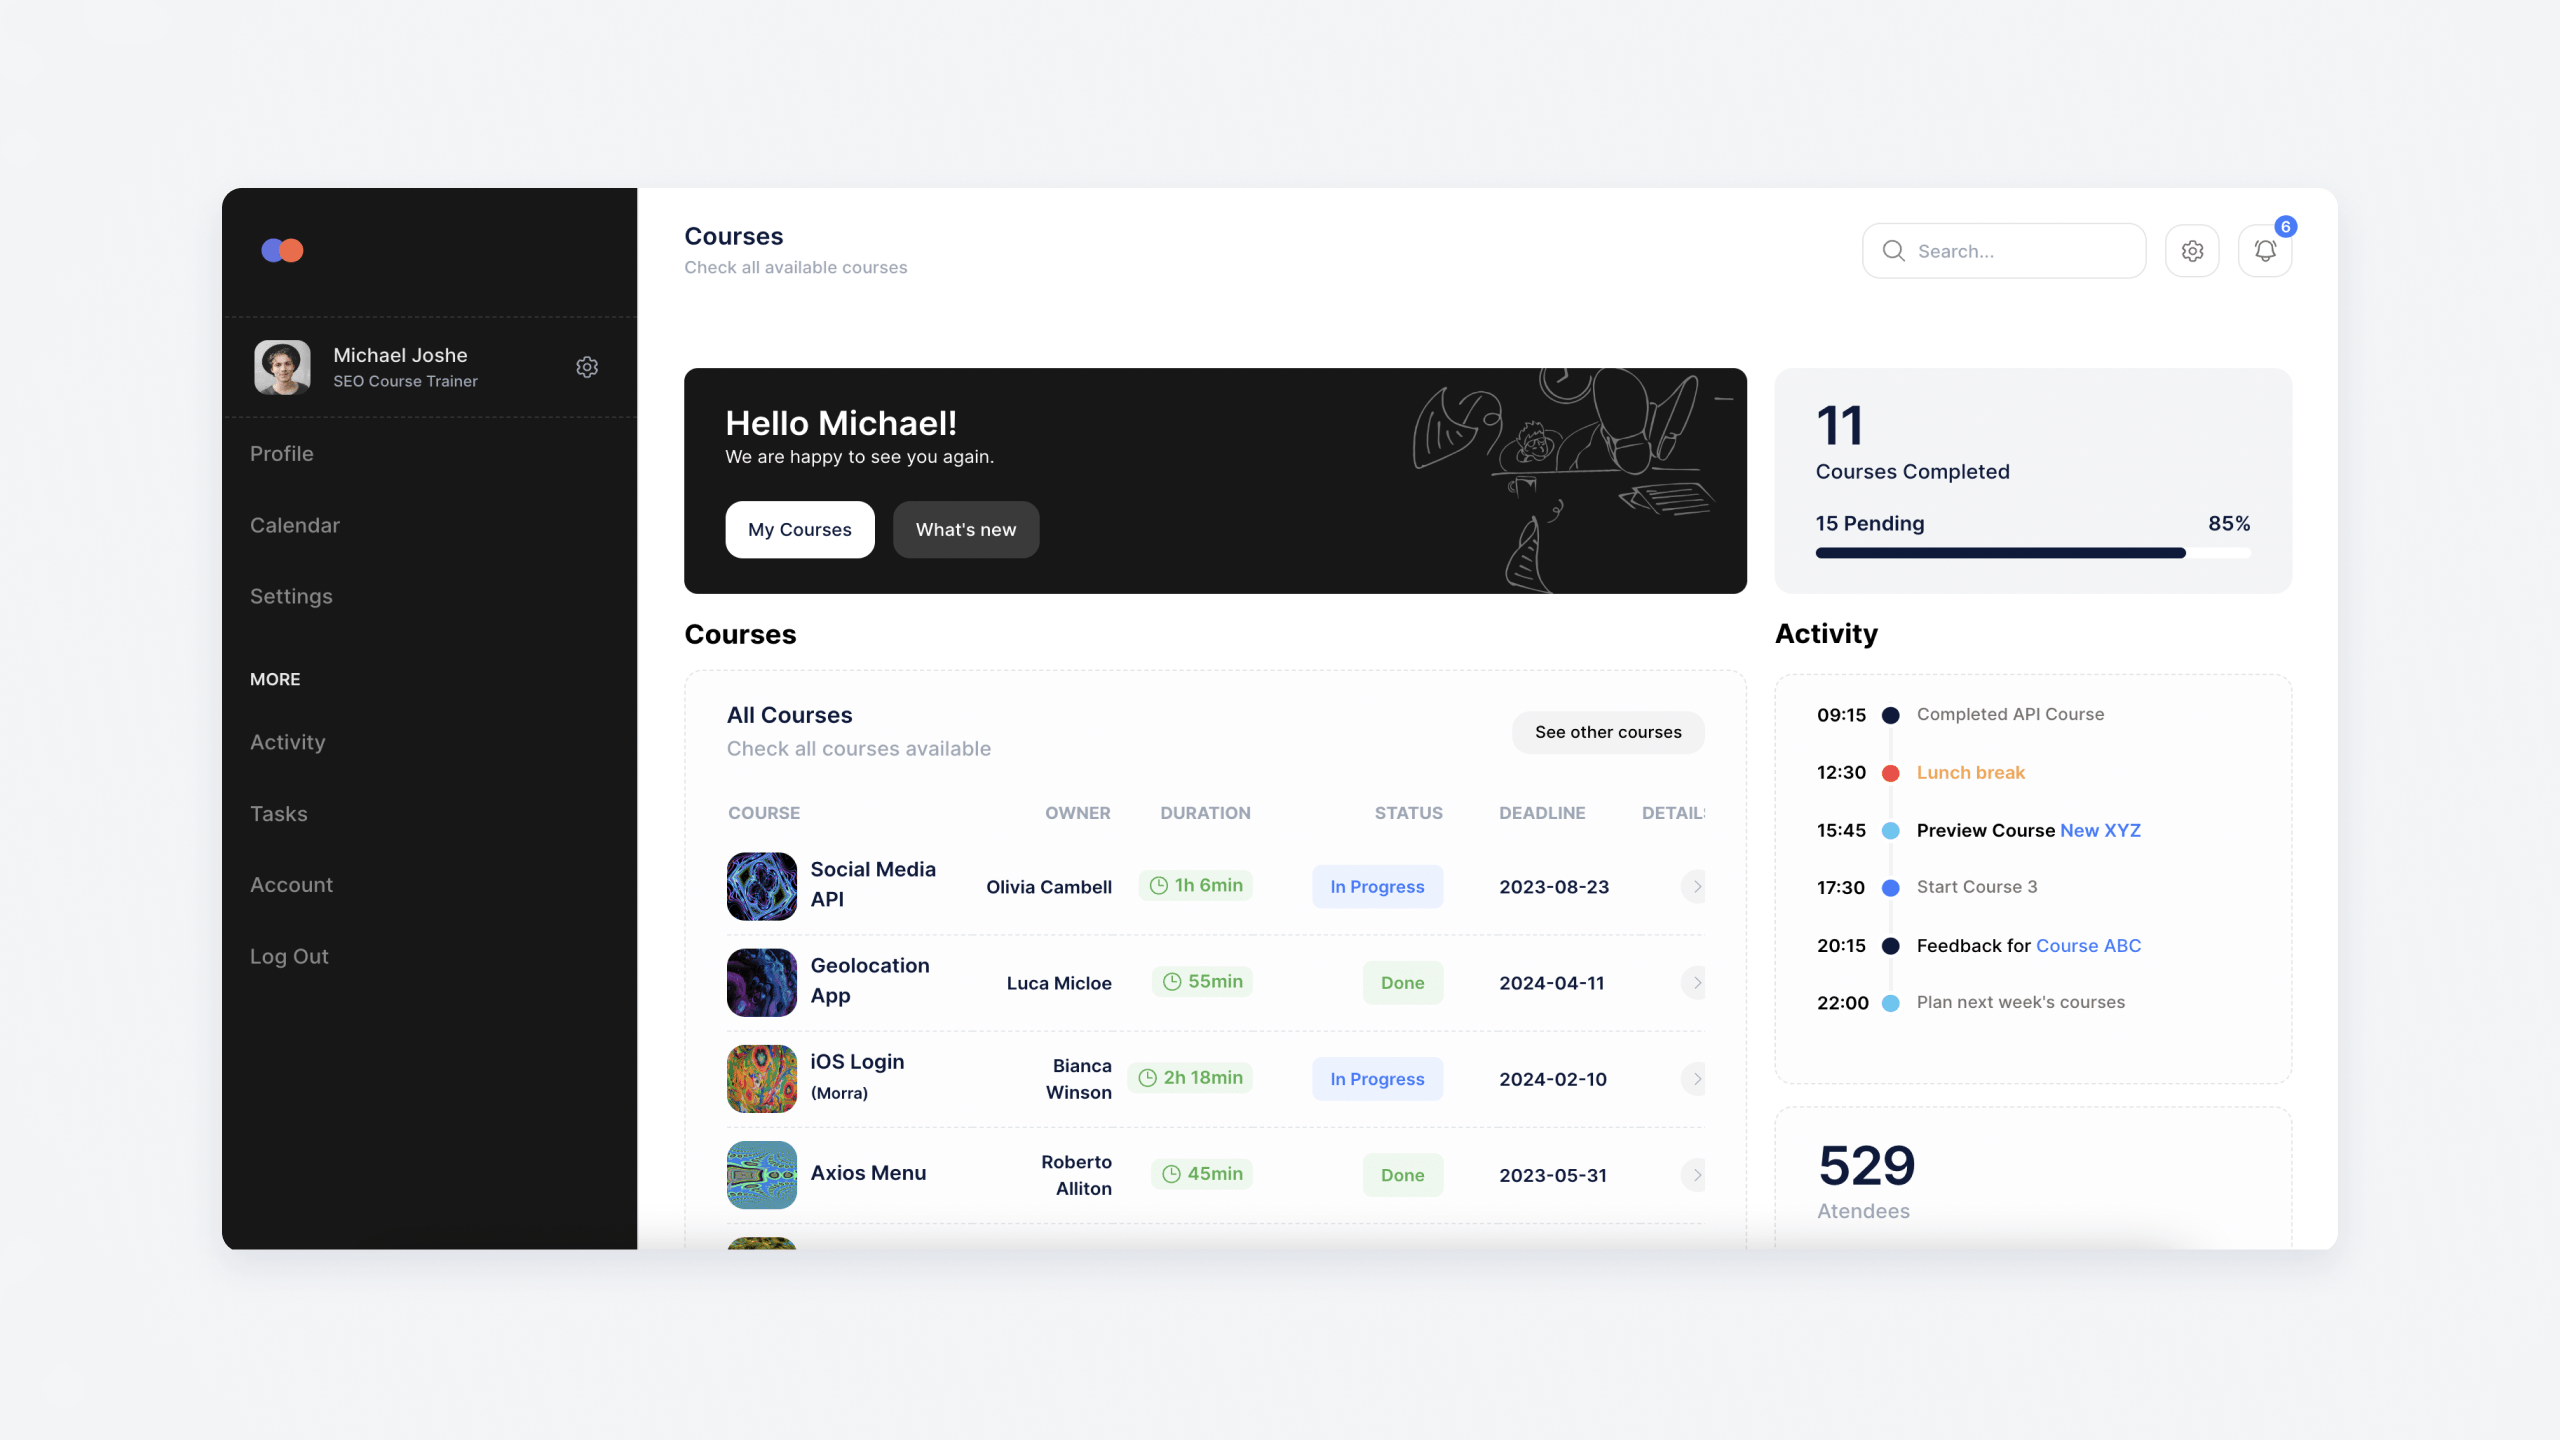 Courses
Check all available courses
Search...
6
Michael Joshe
SEO Course Trainer
Profile
Calendar
Settings
MORE
Activity
Tasks
Account
Log Out
Hello Michael!
We are happy to see you again.
My Courses
What's new
11
Courses Completed
15 Pending
85%
Courses
All Courses
Check all courses available
See other courses
COURSE OWNER DURATION STATUS DEADLINE DETAILS
Social Media
API
Olivia Cambell
1h 6min
In Progress
2023-08-23
Geolocation
App
Luca Micloe
55min
Done
2024-04-11
iOS Login
(Morra)
Bianca
Winson
2h 18min
In Progress
2024-02-10
Axios Menu
Roberto
Alliton
45min
Done
2023-05-31
Activity
09:15 Completed API Course
12:30 Lunch break
15:45 Preview Course New XYZ
17:30 Start Course 3
20:15 Feedback for Course ABC
22:00 Plan next week's courses
529
Atendees